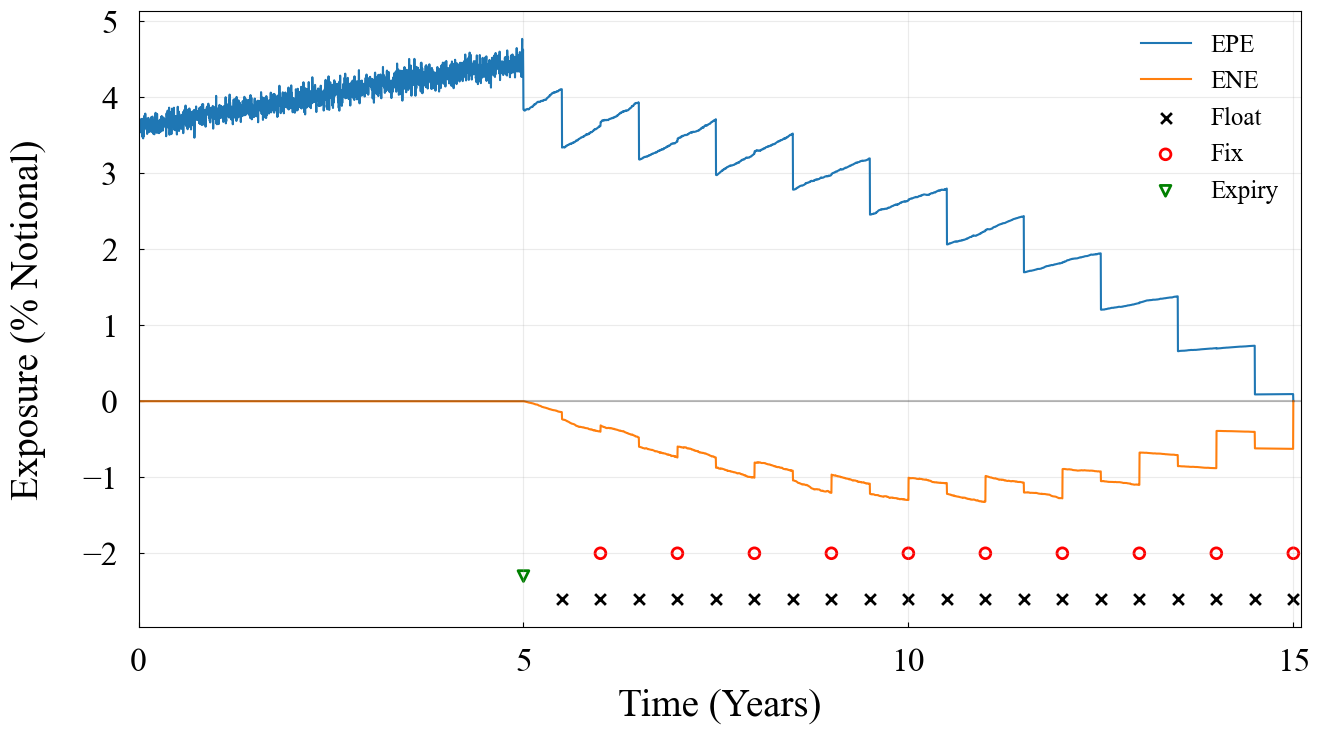 5
4
3
2
1
0
−1
−2
Exposure (% Notional)
EPE
ENE
Float
Fix
Expiry
0 5 10 15
Time (Years)